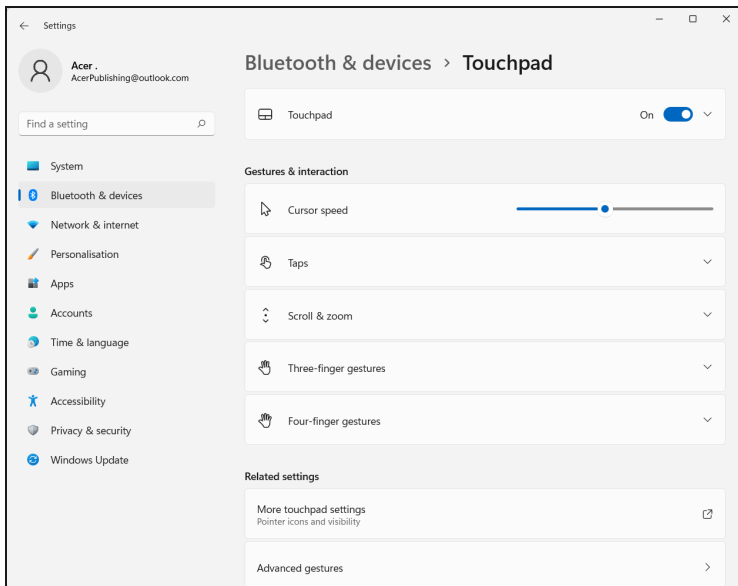 Settings
Acer .
AcerPublishing@outlook.com
Find a setting
System
Bluetooth & devices
Network & internet
Personalisation
Apps
Accounts
Time & language
Gaming
Accessibility
Privacy & security
Windows Update
Bluetooth & devices > Touchpad
Touchpad
On
Gestures & interaction
Cursor speed
Taps
Scroll & zoom
Three-finger gestures
Four-finger gestures
Related settings
More touchpad settings
Pointer icons and visibility
Advanced gestures